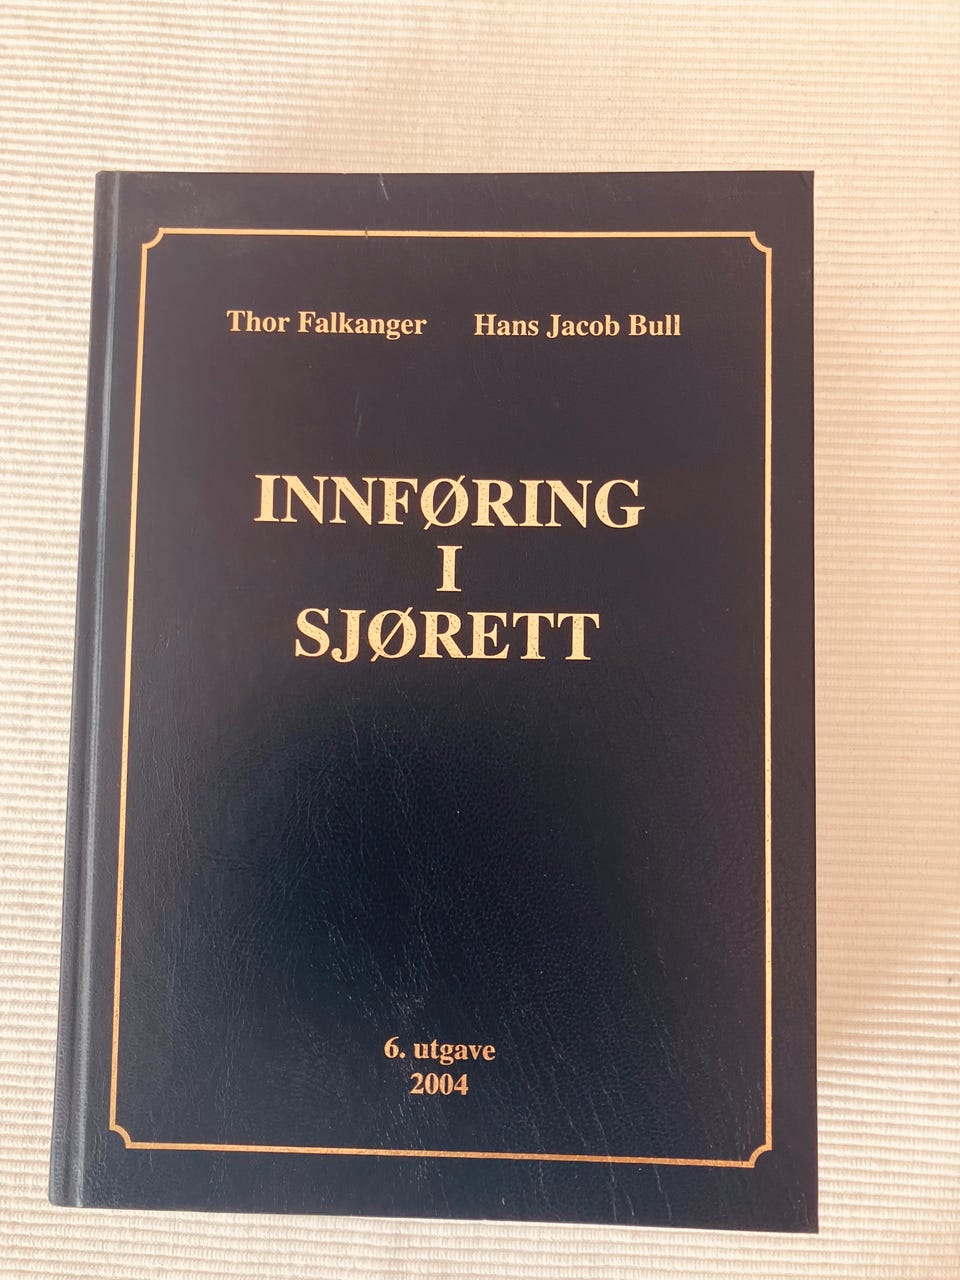 Thor Falkanger Hans Jacob Bull
INNFØRING
I
SJØRETT
6. utgave
2004